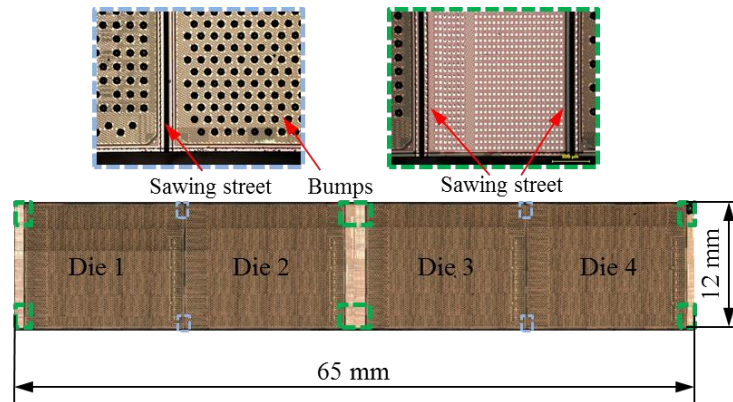 Sawing street
Bumps
Sawing street
Die 1
Die 2
Die 3
Die 4
12 mm
65 mm